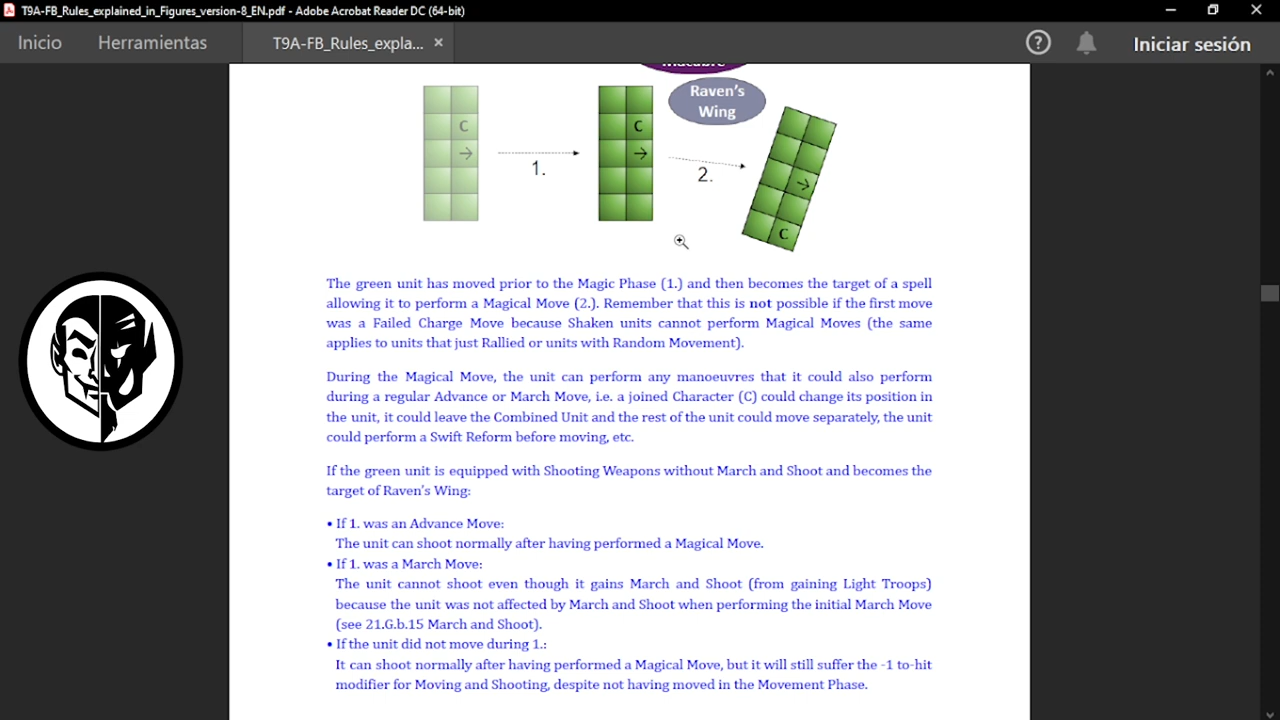 T9A-FB_Rules_explained_in_Figures_version-8_EN.pdf - Adobe Acrobat Reader DC (64-bit)
Inicio Herramientas T9A-FB_Rules_expla... × ? Iniciar sesión
Macabre
Raven's
Wing
C
C
→
→
1.
2.
→
C
The green unit has moved prior to the Magic Phase (1.) and then becomes the target of a spell
allowing it to perform a Magical Move (2.). Remember that this is not possible if the first move
was a Failed Charge Move because Shaken units cannot perform Magical Moves (the same
applies to units that just Rallied or units with Random Movement).
During the Magical Move, the unit can perform any manoeuvres that it could also perform
during a regular Advance or March Move, i.e. a joined Character (C) could change its position in
the unit, it could leave the Combined Unit and the rest of the unit could move separately, the unit
could perform a Swift Reform before moving, etc.
If the green unit is equipped with Shooting Weapons without March and Shoot and becomes the
target of Raven's Wing:
• If 1. was an Advance Move:
The unit can shoot normally after having performed a Magical Move.
• If 1. was a March Move:
The unit cannot shoot even though it gains March and Shoot (from gaining Light Troops)
because the unit was not affected by March and Shoot when performing the initial March Move
(see 21.G.b.15 March and Shoot).
• If the unit did not move during 1.:
It can shoot normally after having performed a Magical Move, but it will still suffer the -1 to-hit
modifier for Moving and Shooting, despite not having moved in the Movement Phase.